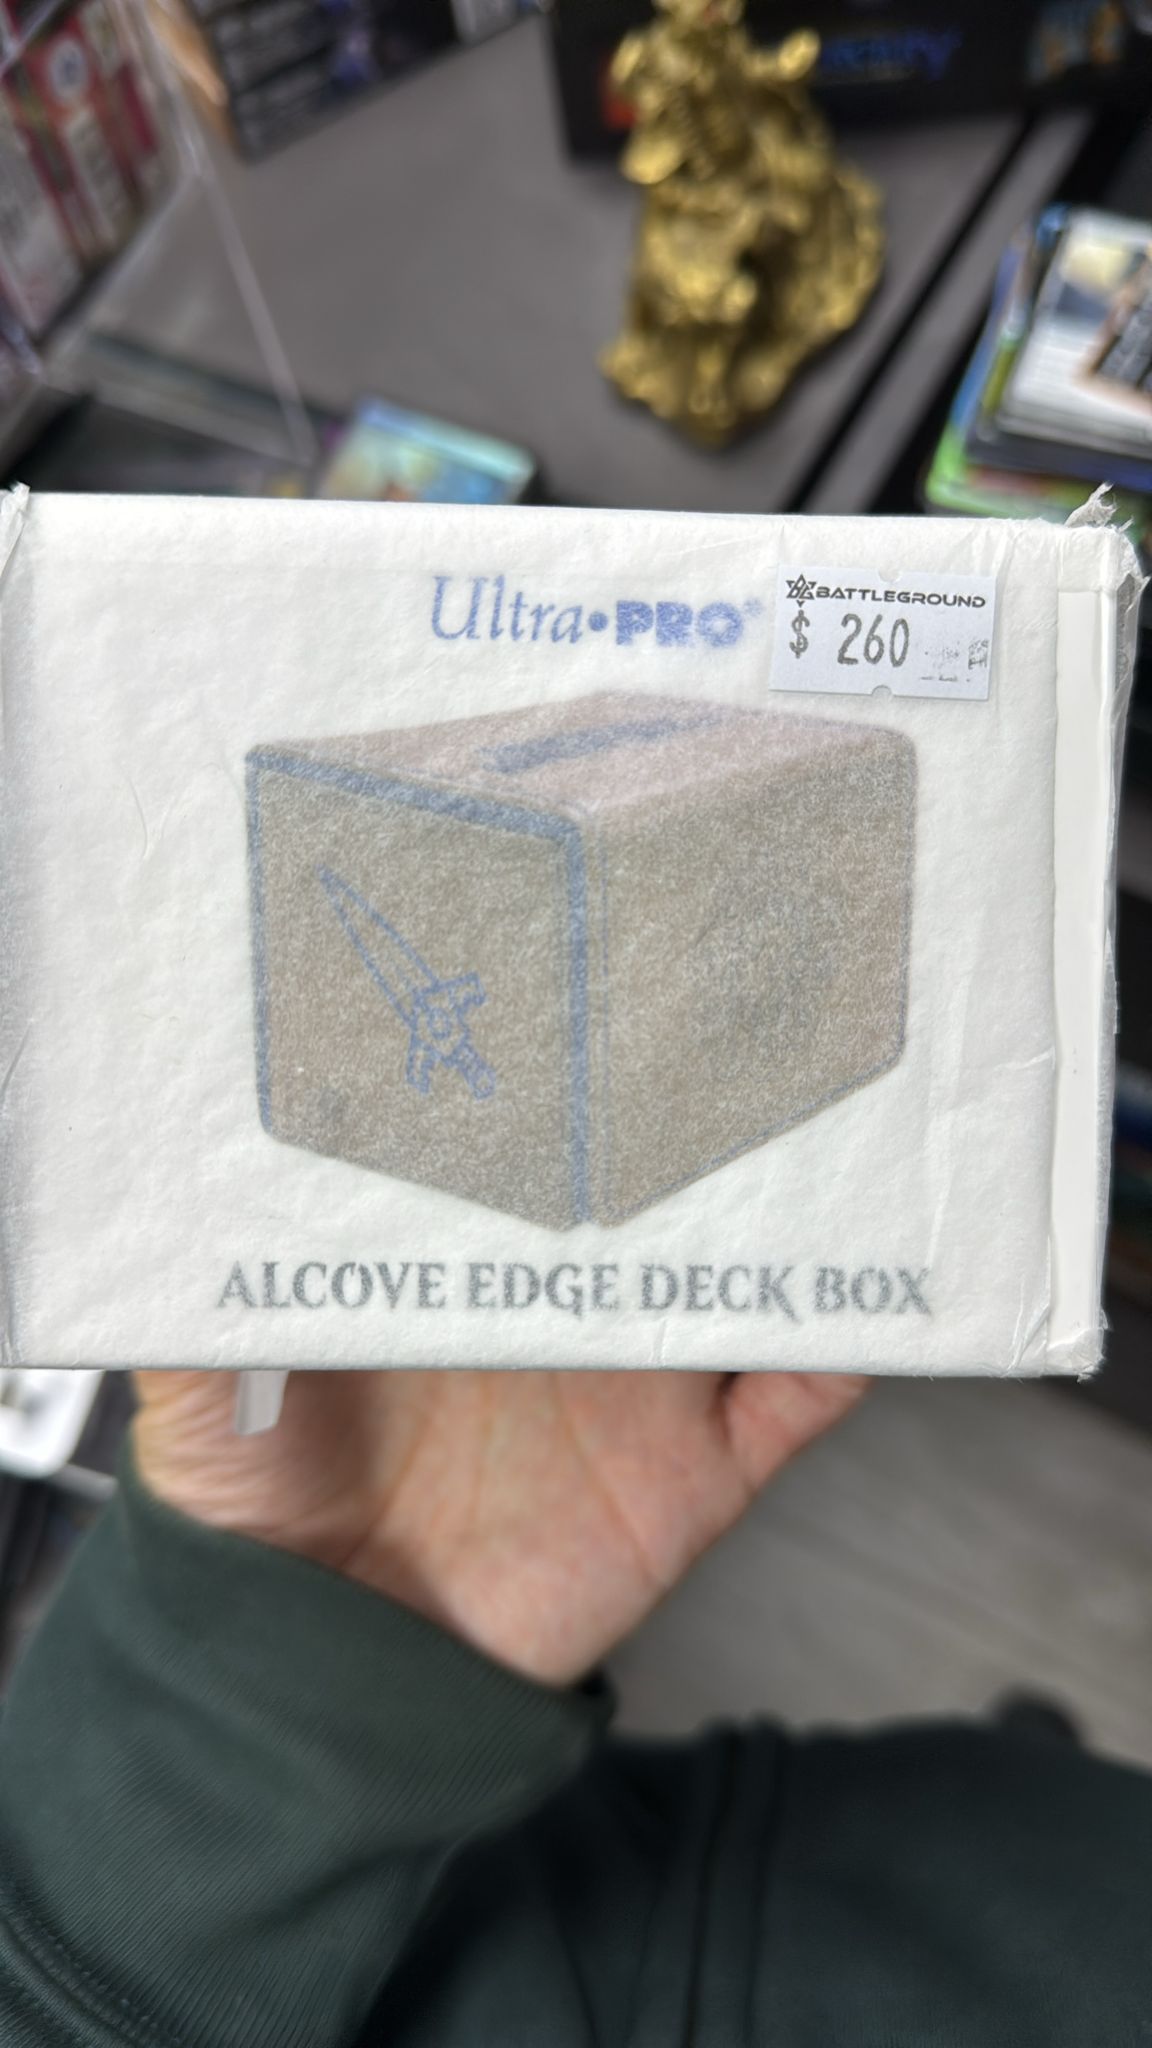 Ultra•PRO®
BATTLEGROUND
$ 260
ALCOVE EDGE DECK BOX